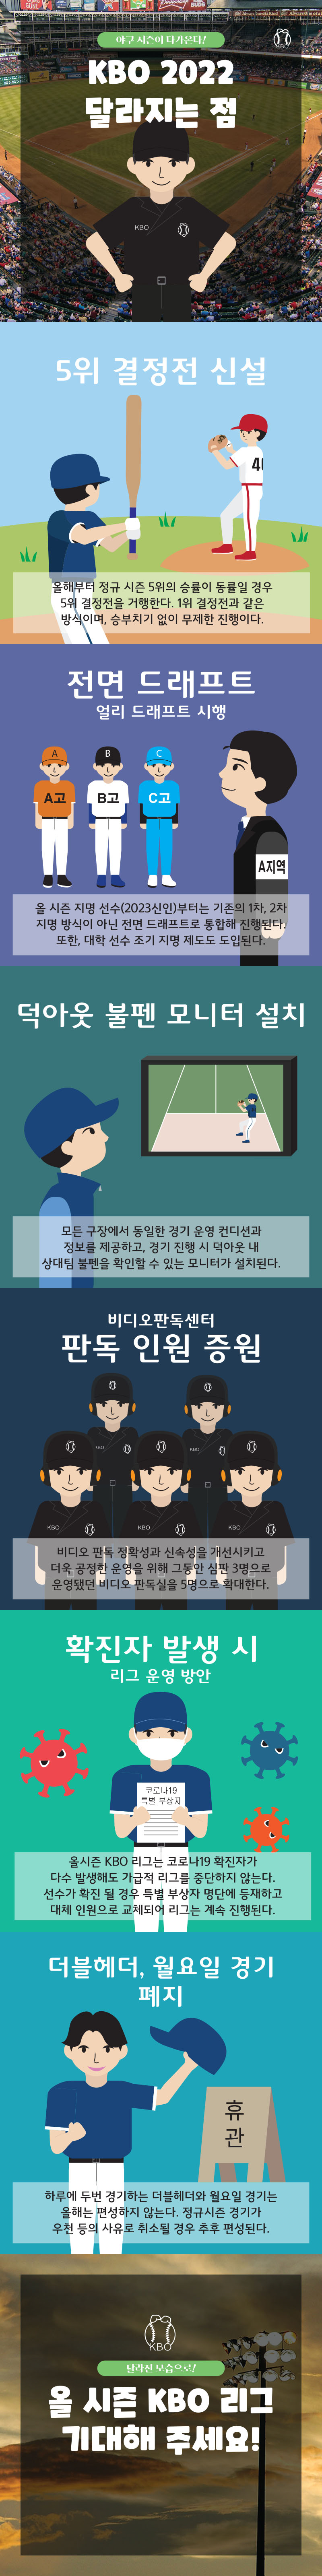 야구 시즌이 다가온다!
KBO
KBO 2022
달라지는 점
KBO
5위 결정전 신설
4
올해부터 정규 시즌 5위의 승률이 동률일 경우
5위 결정전을 거행한다. 1위 결정전과 같은
방식이며, 승부치기 없이 무제한 진행이다.
전면 드래프트
얼리 드래프트 시행
A B C
A고 B고 C고
A지역
올 시즌 지명 선수(2023신인)부터는 기존의 1차, 2차
지명 방식이 아닌 전면 드래프트로 통합해 진행된다.
또한, 대학 선수 조기 지명 제도도 도입된다.
덕아웃 불펜 모니터 설치
모든 구장에서 동일한 경기 운영 컨디션과
정보를 제공하고, 경기 진행 시 덕아웃 내
상대팀 불펜을 확인할 수 있는 모니터가 설치된다.
비디오판독센터
판독 인원 증원
KBO KBO
KBO KBO KBO
비디오 판독 정확성과 신속성을 개선시키고
더욱 공정한 운영을 위해 그동안 심판 3명으로
운영됐던 비디오 판독실을 5명으로 확대한다.
확진자 발생 시
리그 운영 방안
코로나19
특별 부상자
올시즌 KBO 리그는 코로나19 확진자가
다수 발생해도 가급적 리그를 중단하지 않는다.
선수가 확진 될 경우 특별 부상자 명단에 등재하고
대체 인원으로 교체되어 리그는 계속 진행된다.
더블헤더, 월요일 경기
폐지
휴
관
하루에 두번 경기하는 더블헤더와 월요일 경기는
올해는 편성하지 않는다. 정규시즌 경기가
우천 등의 사유로 취소될 경우 추후 편성된다.
KBO
달라진 모습으로!
올 시즌 KBO 리그
기대해 주세요!